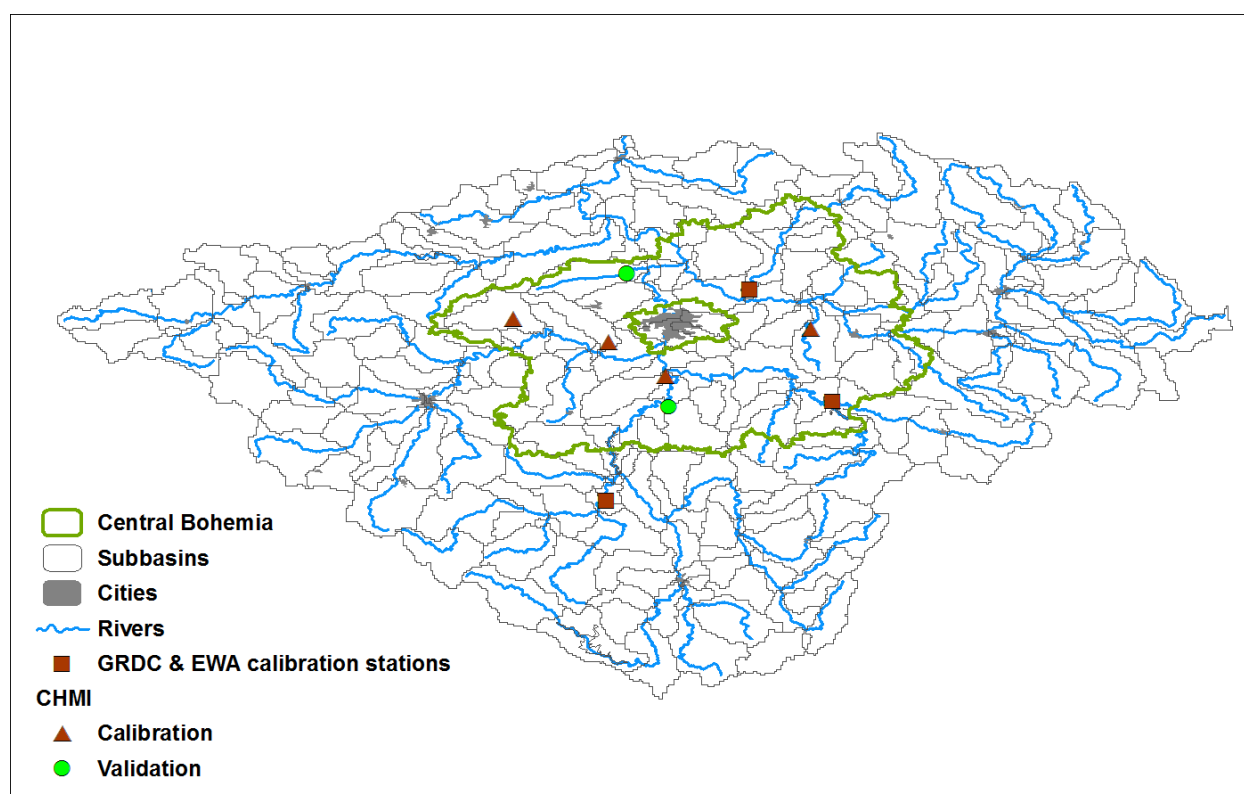 Central Bohemia
Subbasins
Cities
Rivers
GRDC & EWA calibration stations
CHMI
Calibration
Validation